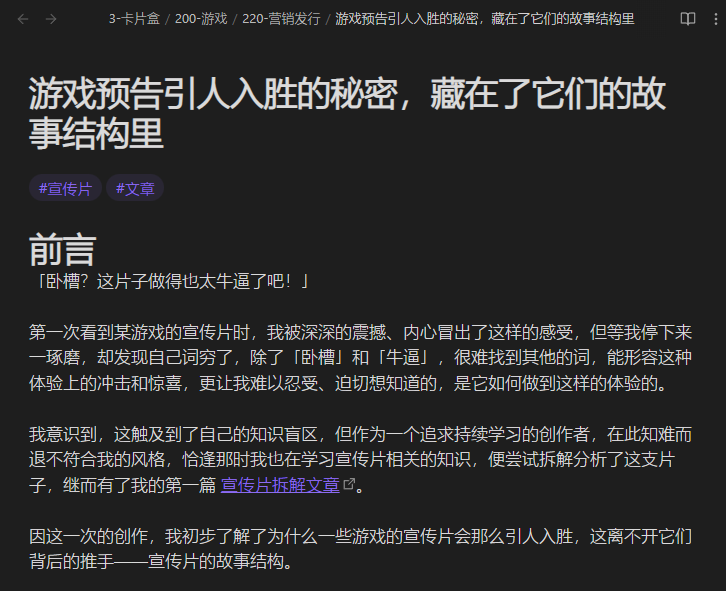 3-卡片盒 / 200-游戏 / 220-营销发行 / 游戏预告引人入胜的秘密，藏在了它们的故事结构里
游戏预告引人入胜的秘密，藏在了它们的故
事结构里
#宣传片 #文章
前言
「卧槽？这片子做得也太牛逼了吧！」
第一次看到某游戏的宣传片时，我被深深的震撼、内心冒出了这样的感受，但等我停下来
一琢磨，却发现自己词穷了，除了「卧槽」和「牛逼」，很难找到其他的词，能形容这种
体验上的冲击和惊喜，更让我难以忍受、迫切想知道的，是它如何做到这样的体验的。
我意识到，这触及到了自己的知识盲区，但作为一个追求持续学习的创作者，在此知难而
退不符合我的风格，恰逢那时我也在学习宣传片相关的知识，便尝试拆解分析了这支片
子，继而有了我的第一篇 宣传片拆解文章。
因这一次的创作，我初步了解了为什么一些游戏的宣传片会那么引人入胜，这离不开它们
背后的推手——宣传片的故事结构。